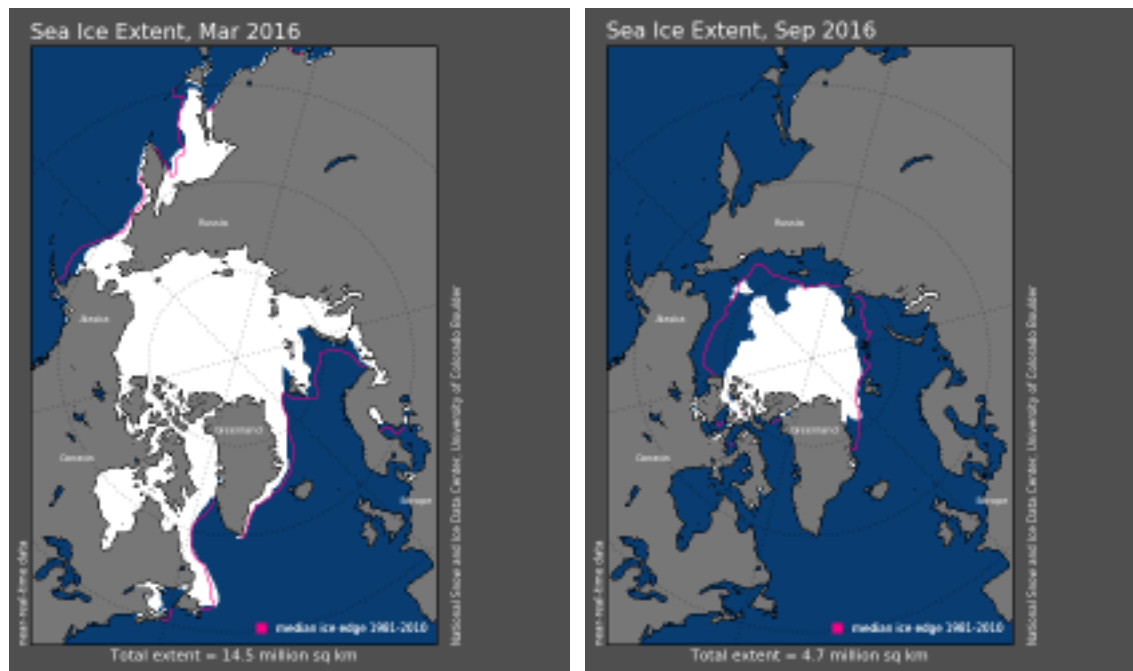 Sea Ice Extent, Mar 2016
Russia
Alaska
Greenland
Canada
Europe
near-real-time data
National Snow and Ice Data Center, University of Colorado Boulder
median ice edge 1981-2010
Total extent = 14.5 million sq km
Sea Ice Extent, Sep 2016
Russia
Alaska
Greenland
Canada
Europe
near-real-time data
National Snow and Ice Data Center, University of Colorado Boulder
median ice edge 1981-2010
Total extent = 4.7 million sq km